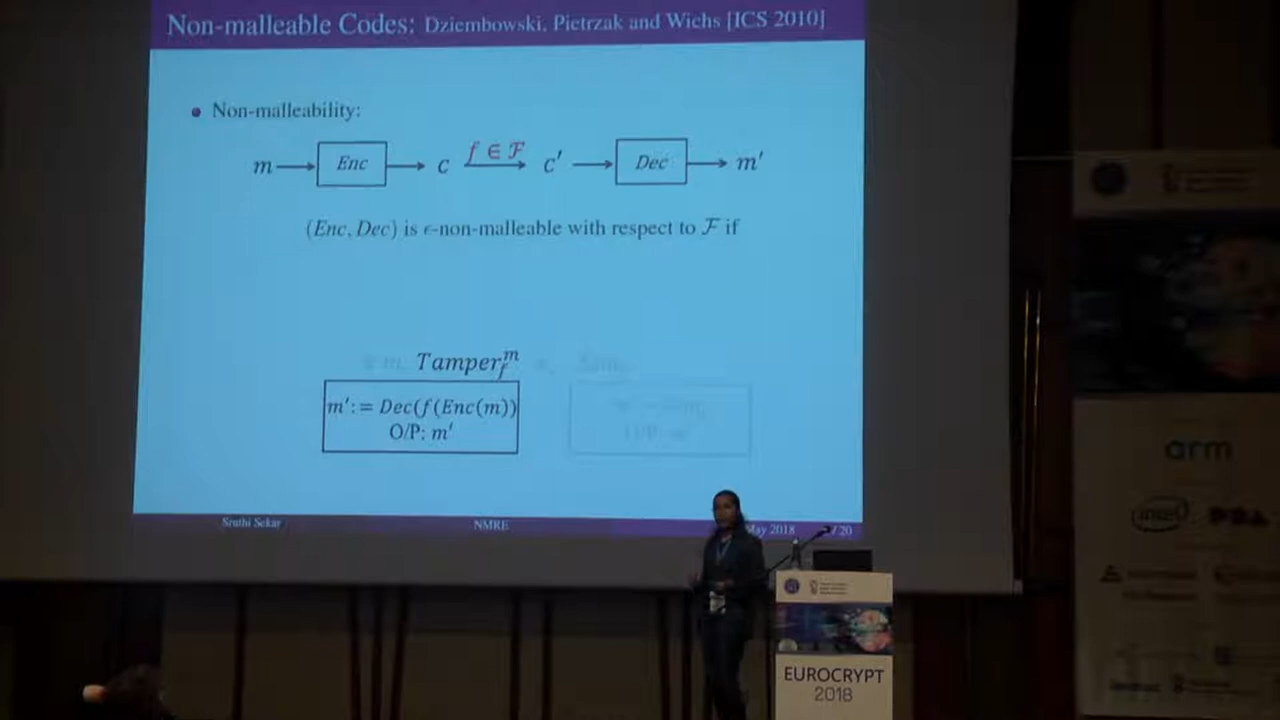 Non-malleable Codes: Dziembowski, Pietrzak and Wichs [ICS 2010]
• Non-malleability:
m → Enc → c f ∈ ℱ → c′ → Dec → m′
(Enc, Dec) is ϵ-non-malleable with respect to ℱ if
Tamper_f^m
m′:= Dec(f(Enc(m))
O/P: m′
Sruthi Sekar NMRE May 2018 /20
arm
intel
EUROCRYPT
2018